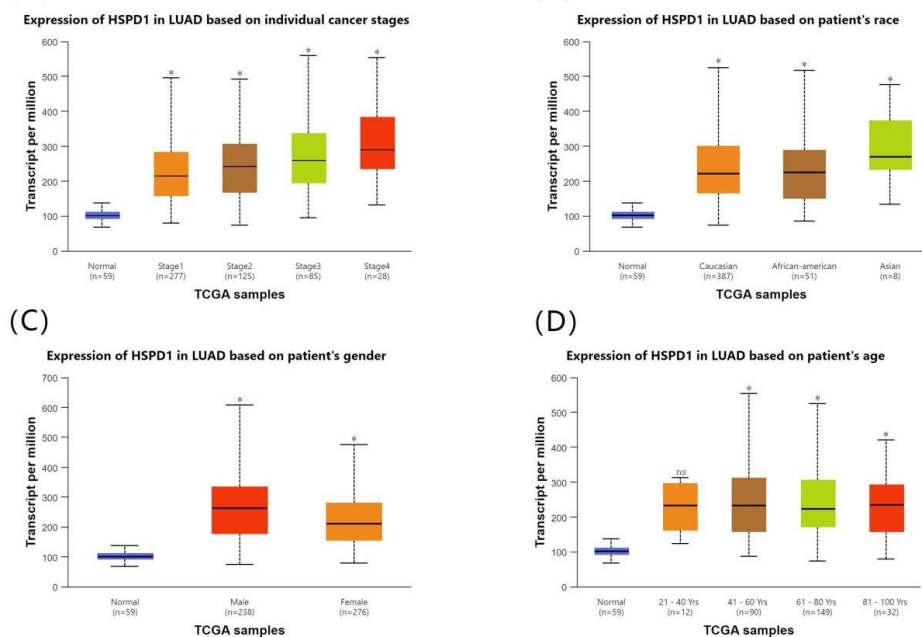 Expression of HSPD1 in LUAD based on individual cancer stages
Transcript per million
600
500
400
300
200
100
0
*
*
*
*
Normal
(n=59)
Stage1
(n=277)
Stage2
(n=125)
Stage3
(n=85)
Stage4
(n=28)
TCGA samples
Expression of HSPD1 in LUAD based on patient's race
Transcript per million
600
500
400
300
200
100
0
*
*
*
Normal
(n=59)
Caucasian
(n=387)
African-american
(n=51)
Asian
(n=8)
TCGA samples
(C)
Expression of HSPD1 in LUAD based on patient's gender
Transcript per million
700
600
500
400
300
200
100
0
*
*
Normal
(n=59)
Male
(n=238)
Female
(n=276)
TCGA samples
(D)
Expression of HSPD1 in LUAD based on patient's age
Transcript per million
600
500
400
300
200
100
0
ns
*
*
*
Normal
(n=59)
21 - 40 Yrs
(n=12)
41 - 60 Yrs
(n=90)
61 - 80 Yrs
(n=149)
81 - 100 Yrs
(n=32)
TCGA samples